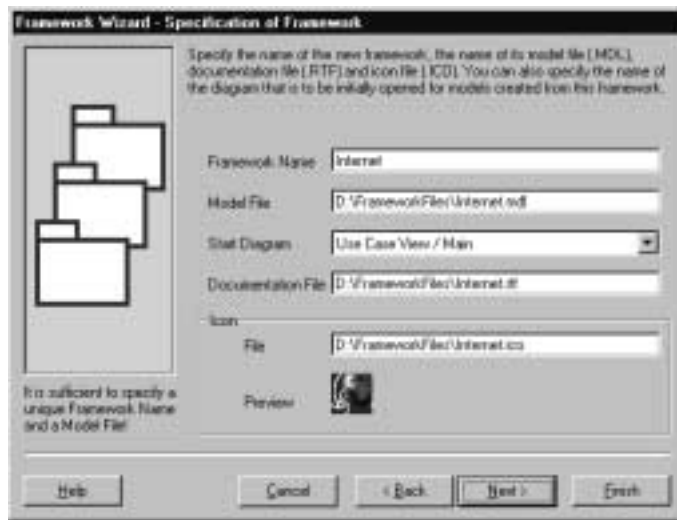 Framework Wizard - Specification of Framework
Specify the name of the new framework, the name of its model file (.MDL),
documentation file (.RTF) and icon file (.ICO). You can also specify the name of
the diagram that is to be initially opened for models created from this framework.
Framework Name
Internet
Model File
D:\FrameworkFiles\Internet.mdl
Start Diagram
Use Case View / Main
Documentation File
D:\FrameworkFiles\Internet.rtf
Icon
File
D:\FrameworkFiles\Internet.ico
Preview
It is sufficient to specify a
unique Framework Name
and a Model File!
Help
Cancel
< Back
Next >
Finish